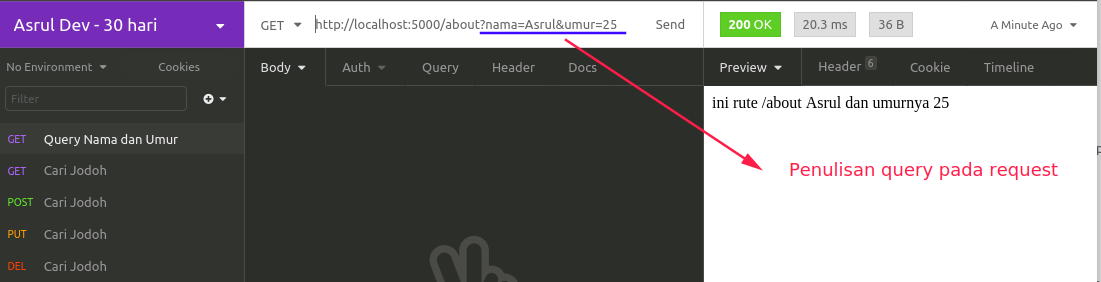 Asrul Dev - 30 hari
GET http://localhost:5000/about?nama=Asrul&umur=25 Send
200 OK 20.3 ms 36 B A Minute Ago
No Environment Cookies
Body Auth Query Header Docs
Preview Header 6 Cookie Timeline
Filter
ini rute /about Asrul dan umurnya 25
GET Query Nama dan Umur
GET Cari Jodoh
Penulisan query pada request
POST Cari Jodoh
PUT Cari Jodoh
DEL Cari Jodoh